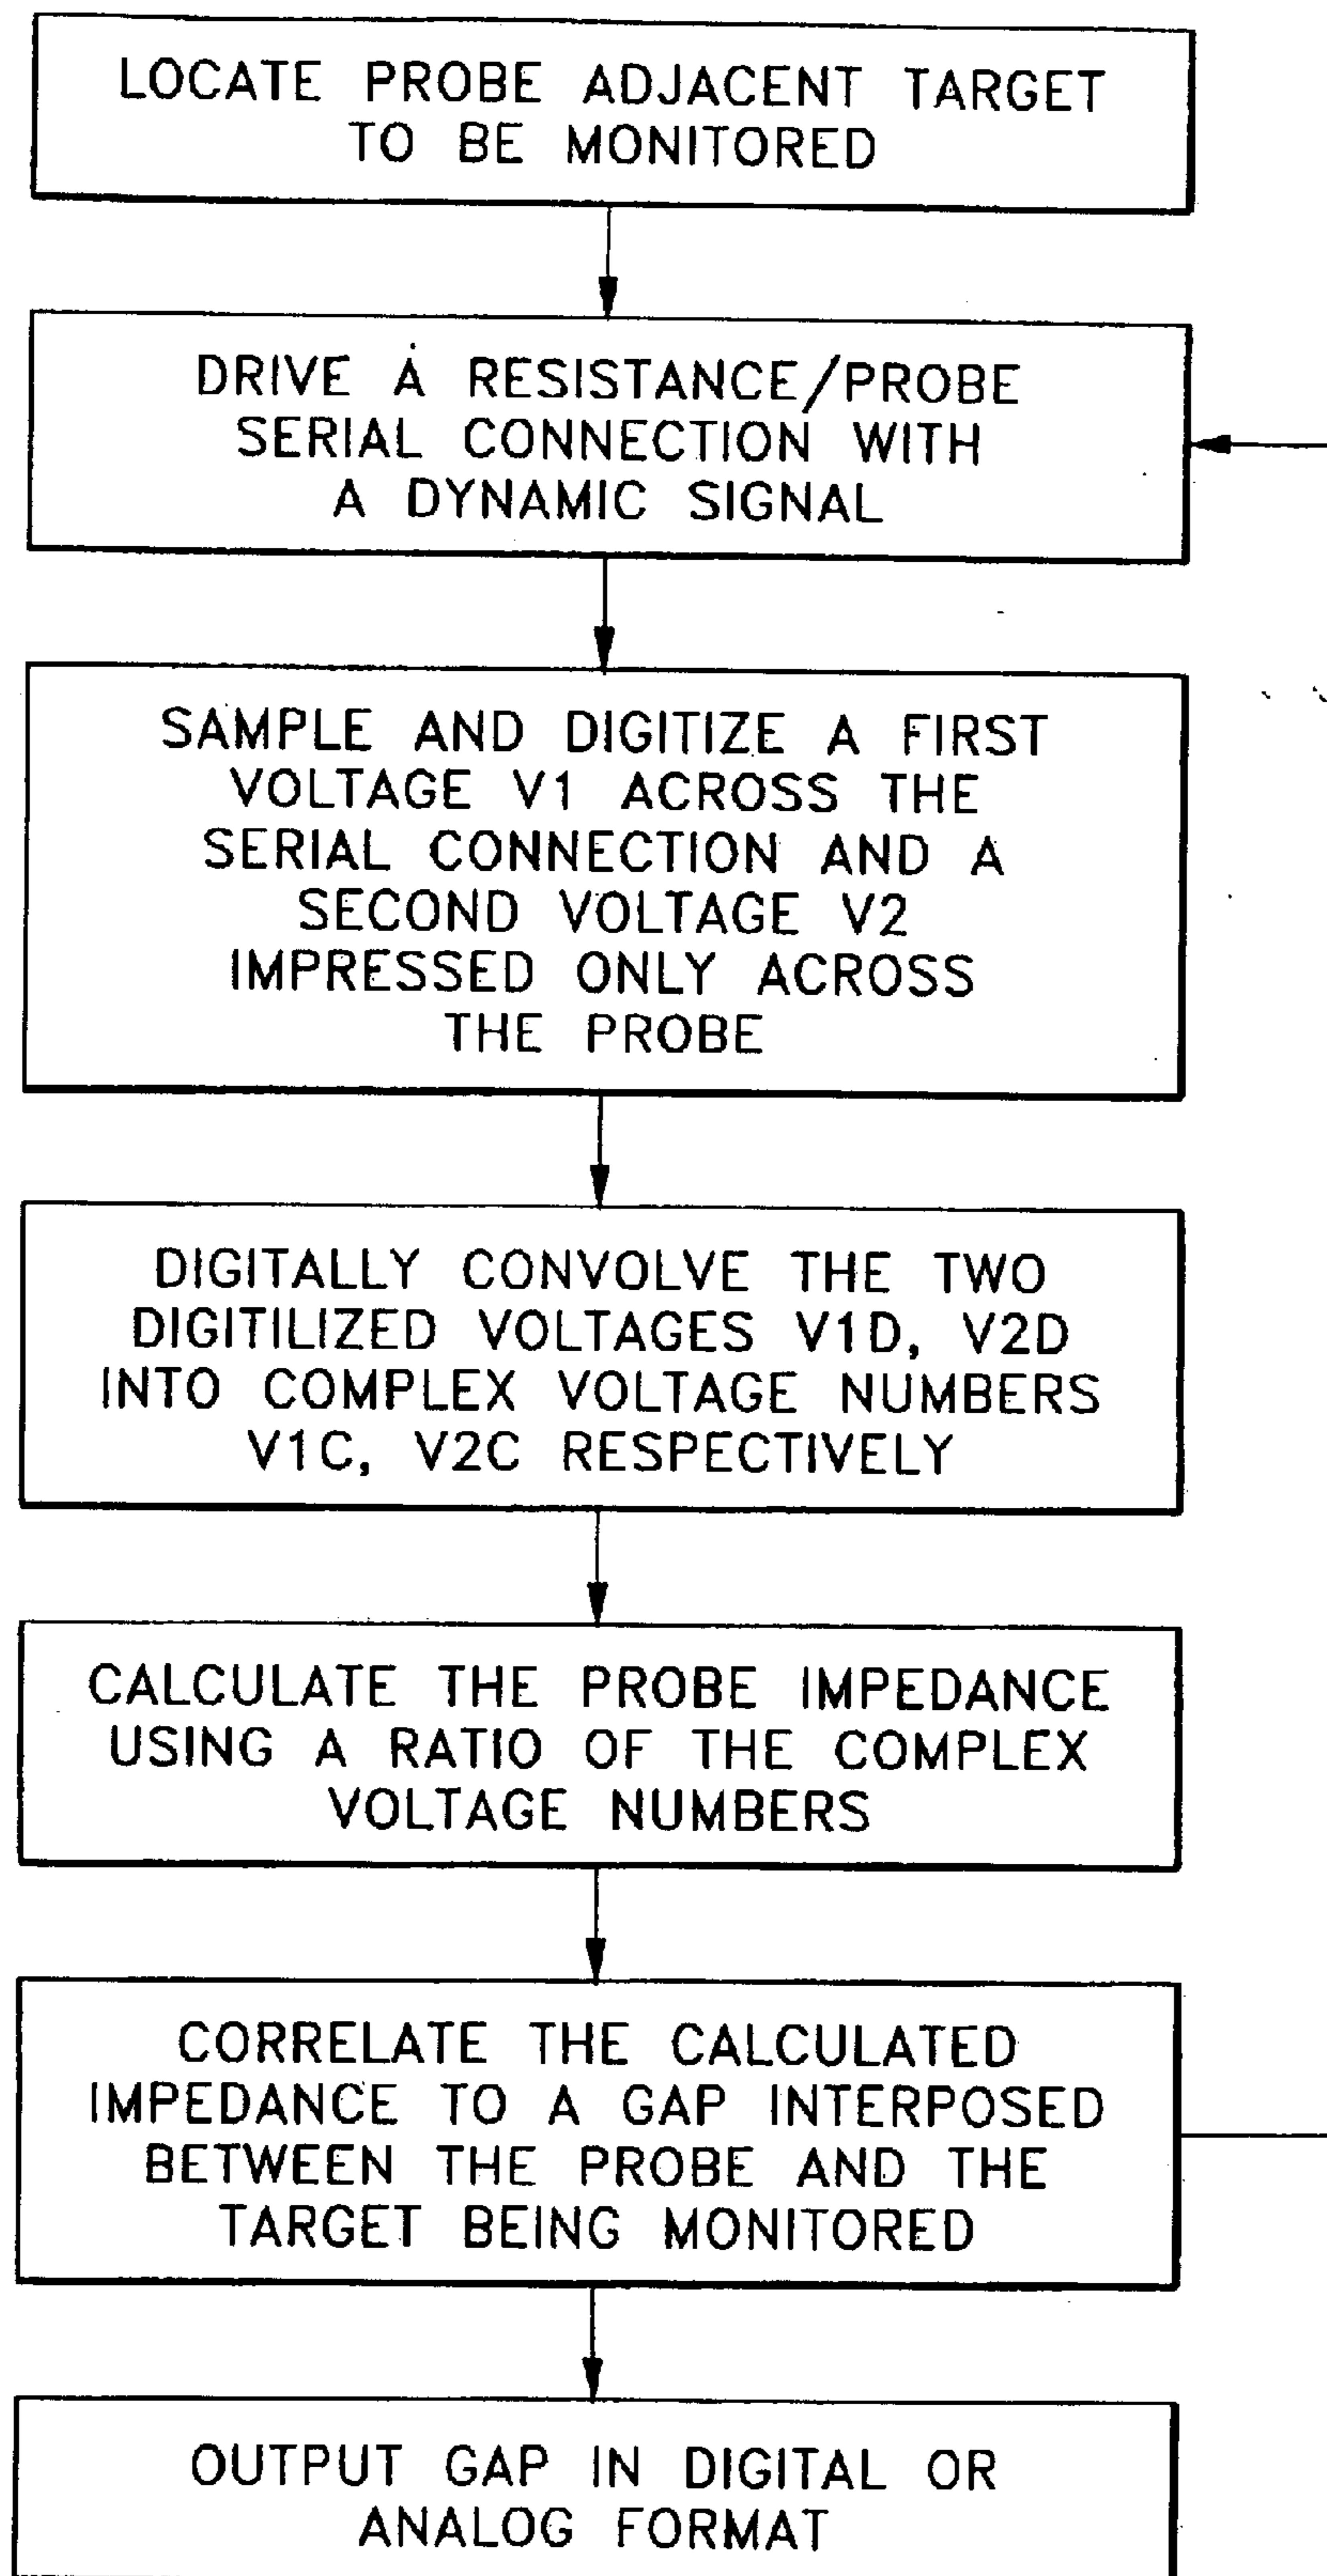 LOCATE PROBE ADJACENT TARGET
TO BE MONITORED
DRIVE A RESISTANCE/PROBE
SERIAL CONNECTION WITH
A DYNAMIC SIGNAL
SAMPLE AND DIGITIZE A FIRST
VOLTAGE V1 ACROSS THE
SERIAL CONNECTION AND A
SECOND VOLTAGE V2
IMPRESSED ONLY ACROSS
THE PROBE
DIGITALLY CONVOLVE THE TWO
DIGITILIZED VOLTAGES V1D, V2D
INTO COMPLEX VOLTAGE NUMBERS
V1C, V2C RESPECTIVELY
CALCULATE THE PROBE IMPEDANCE
USING A RATIO OF THE COMPLEX
VOLTAGE NUMBERS
CORRELATE THE CALCULATED
IMPEDANCE TO A GAP INTERPOSED
BETWEEN THE PROBE AND THE
TARGET BEING MONITORED
OUTPUT GAP IN DIGITAL OR
ANALOG FORMAT